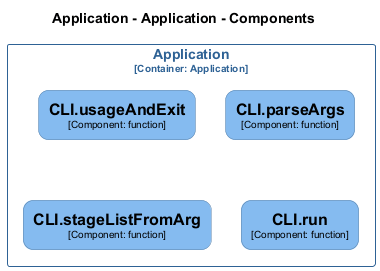 Application - Application - Components
Application
[Container: Application]
CLI.usageAndExit
[Component: function]
CLI.parseArgs
[Component: function]
CLI.stageListFromArg
[Component: function]
CLI.run
[Component: function]